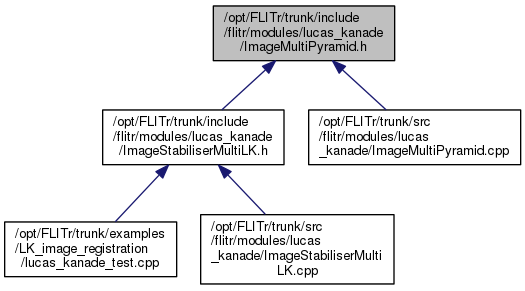 /opt/FLITr/trunk/include
/flitr/modules/lucas_kanade
/ImageMultiPyramid.h
/opt/FLITr/trunk/include
/flitr/modules/lucas_kanade
/ImageStabiliserMultiLK.h
/opt/FLITr/trunk/src
/flitr/modules/lucas
_kanade/ImageMultiPyramid.cpp
/opt/FLITr/trunk/examples
/LK_image_registration
/lucas_kanade_test.cpp
/opt/FLITr/trunk/src
/flitr/modules/lucas
_kanade/ImageStabiliserMulti
LK.cpp